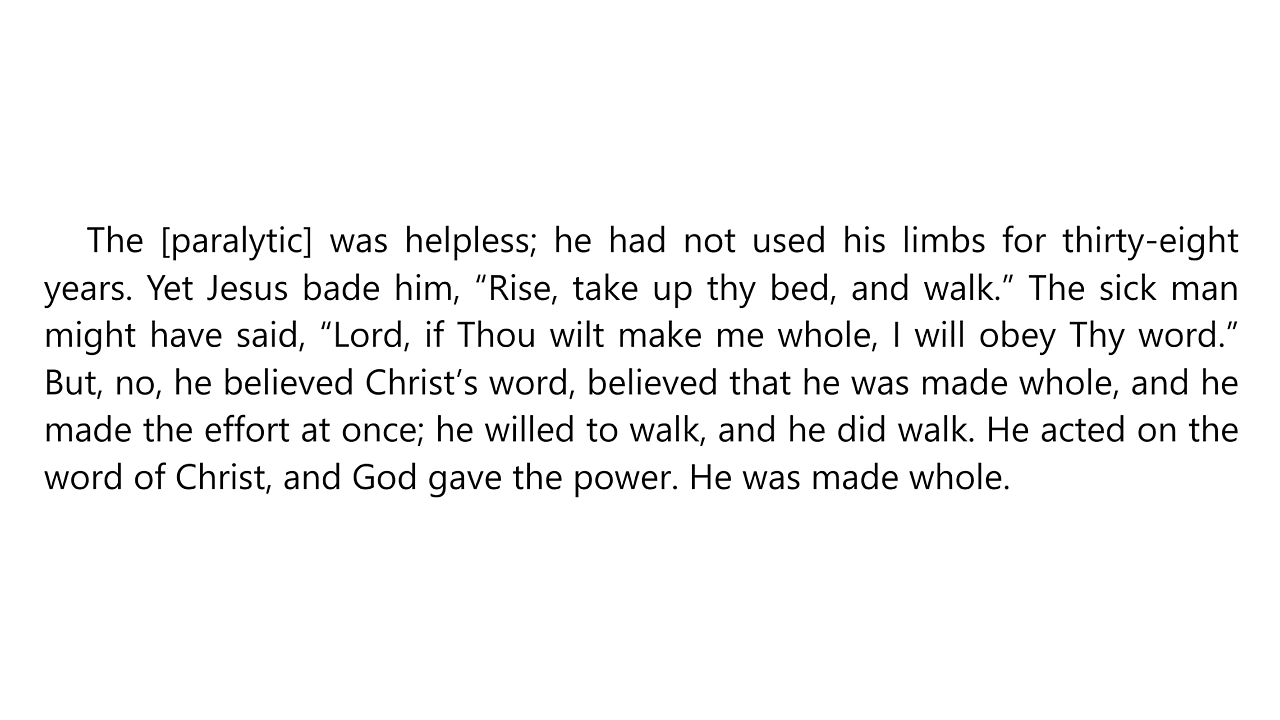 The [paralytic] was helpless; he had not used his limbs for thirty-eight
years. Yet Jesus bade him, “Rise, take up thy bed, and walk.” The sick man
might have said, “Lord, if Thou wilt make me whole, I will obey Thy word.”
But, no, he believed Christ’s word, believed that he was made whole, and he
made the effort at once; he willed to walk, and he did walk. He acted on the
word of Christ, and God gave the power. He was made whole.